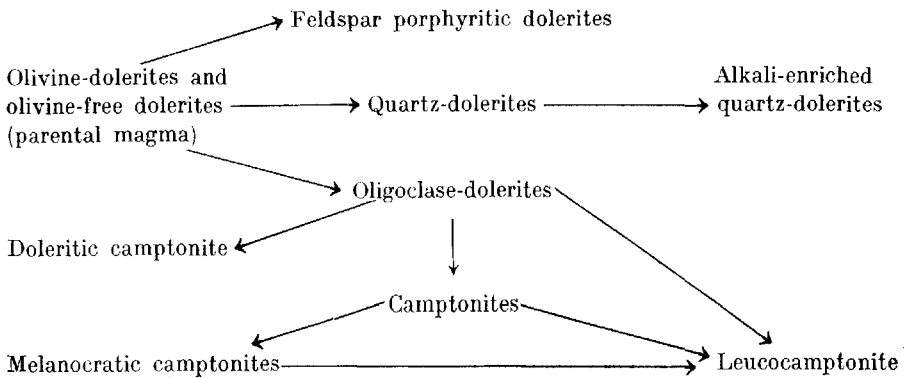 Feldspar porphyritic dolerites
Olivine-dolerites and
olivine-free dolerites
(parental magma)
Quartz-dolerites
Alkali-enriched
quartz-dolerites
Oligoclase-dolerites
Doleritic camptonite
Camptonites
Melanocratic camptonites
Leucocamptonite